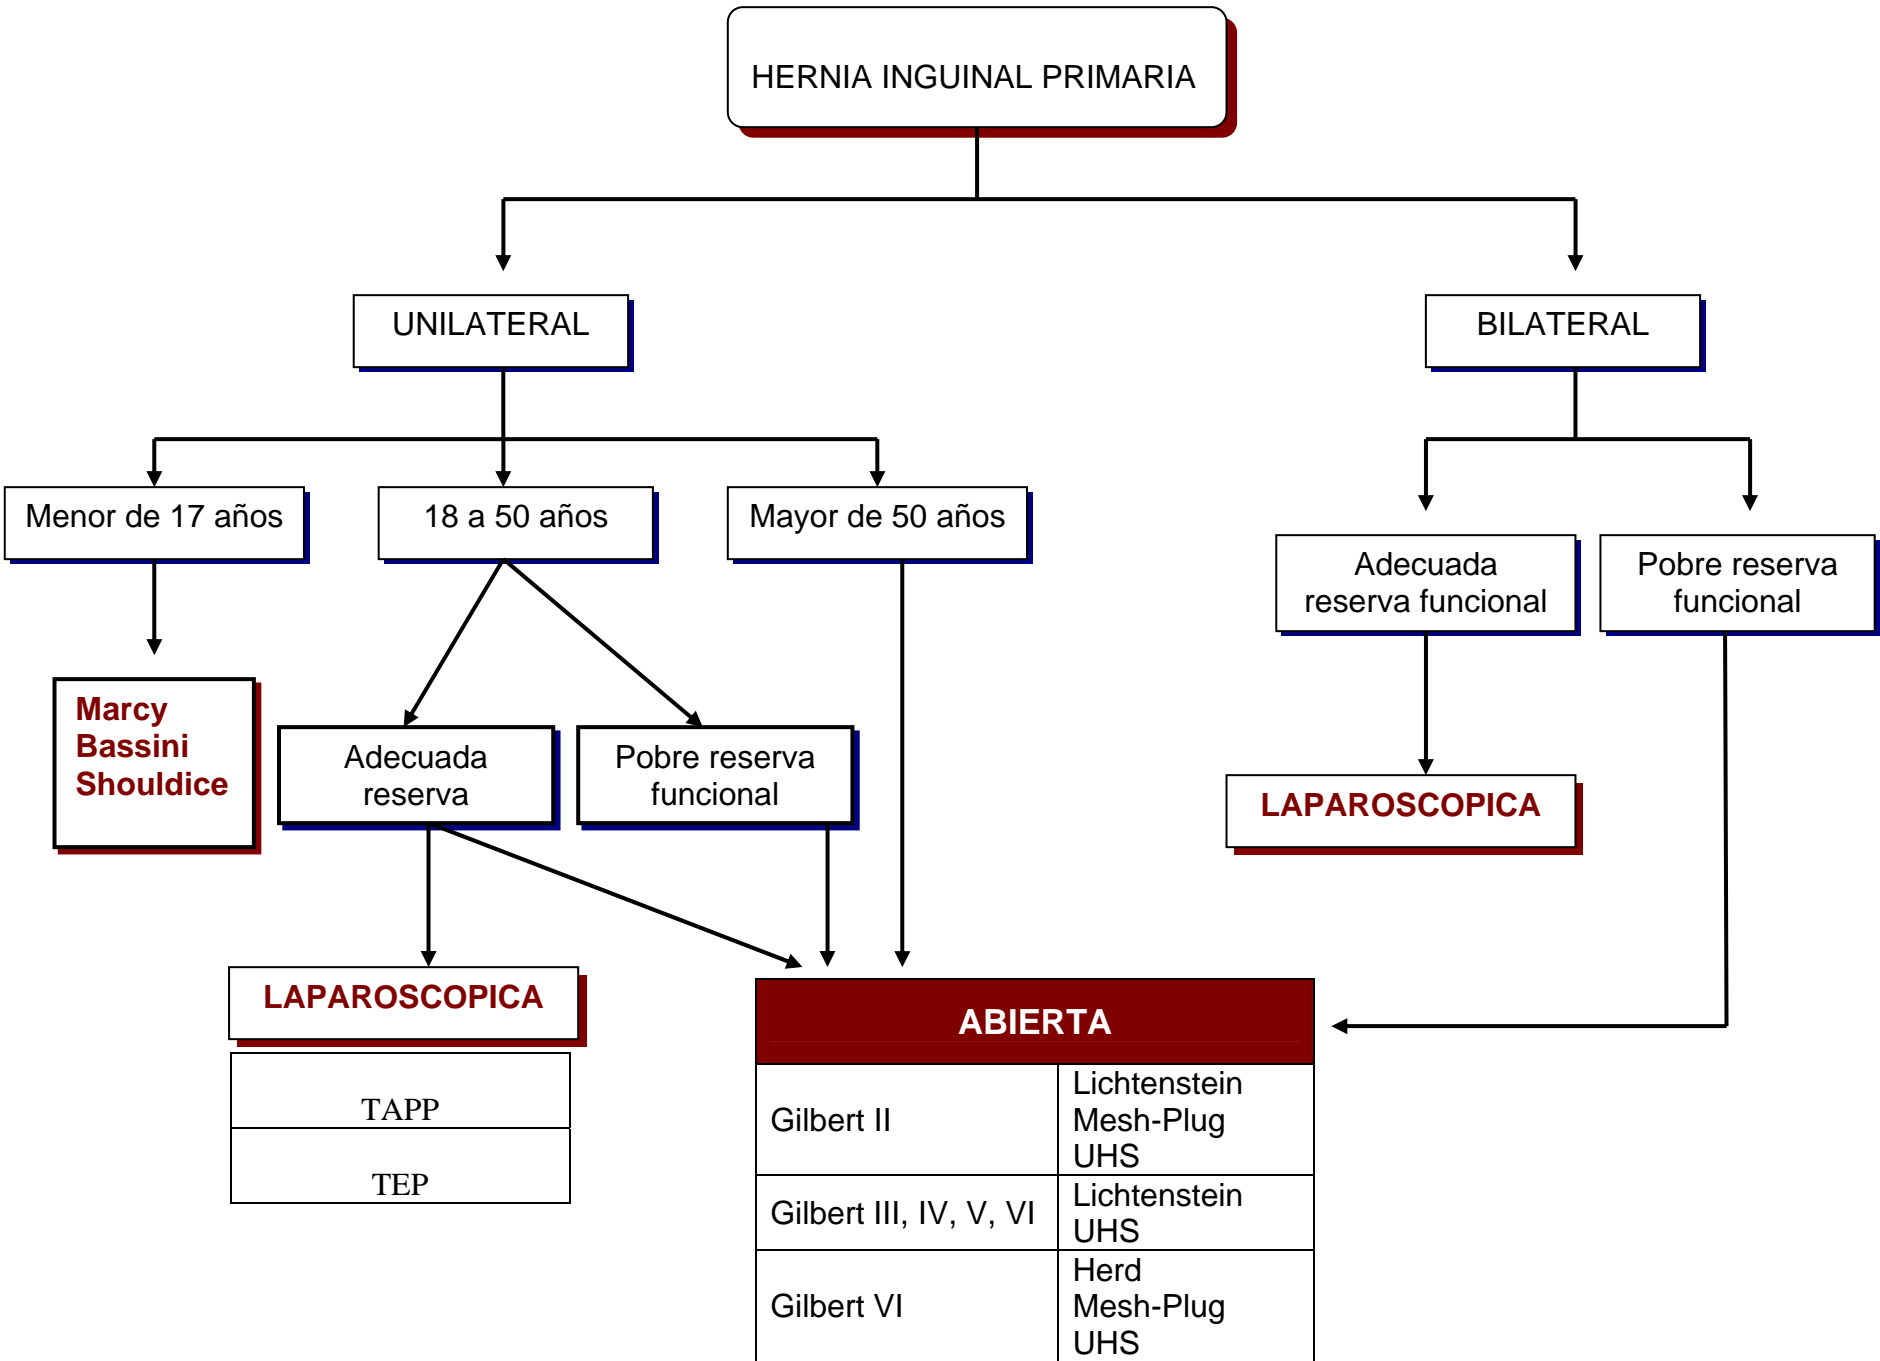 HERNIA INGUINAL PRIMARIA
UNILATERAL
BILATERAL
Menor de 17 años
18 a 50 años
Mayor de 50 años
Adecuada
reserva funcional
Pobre reserva
funcional
Marcy
Bassini
Shouldice
Adecuada
reserva
Pobre reserva
funcional
LAPAROSCOPICA
LAPAROSCOPICA
TAPP
TEP
ABIERTA
Gilbert II
Lichtenstein
Mesh-Plug
UHS
Gilbert III, IV, V, VI
Lichtenstein
UHS
Gilbert VI
Herd
Mesh-Plug
UHS